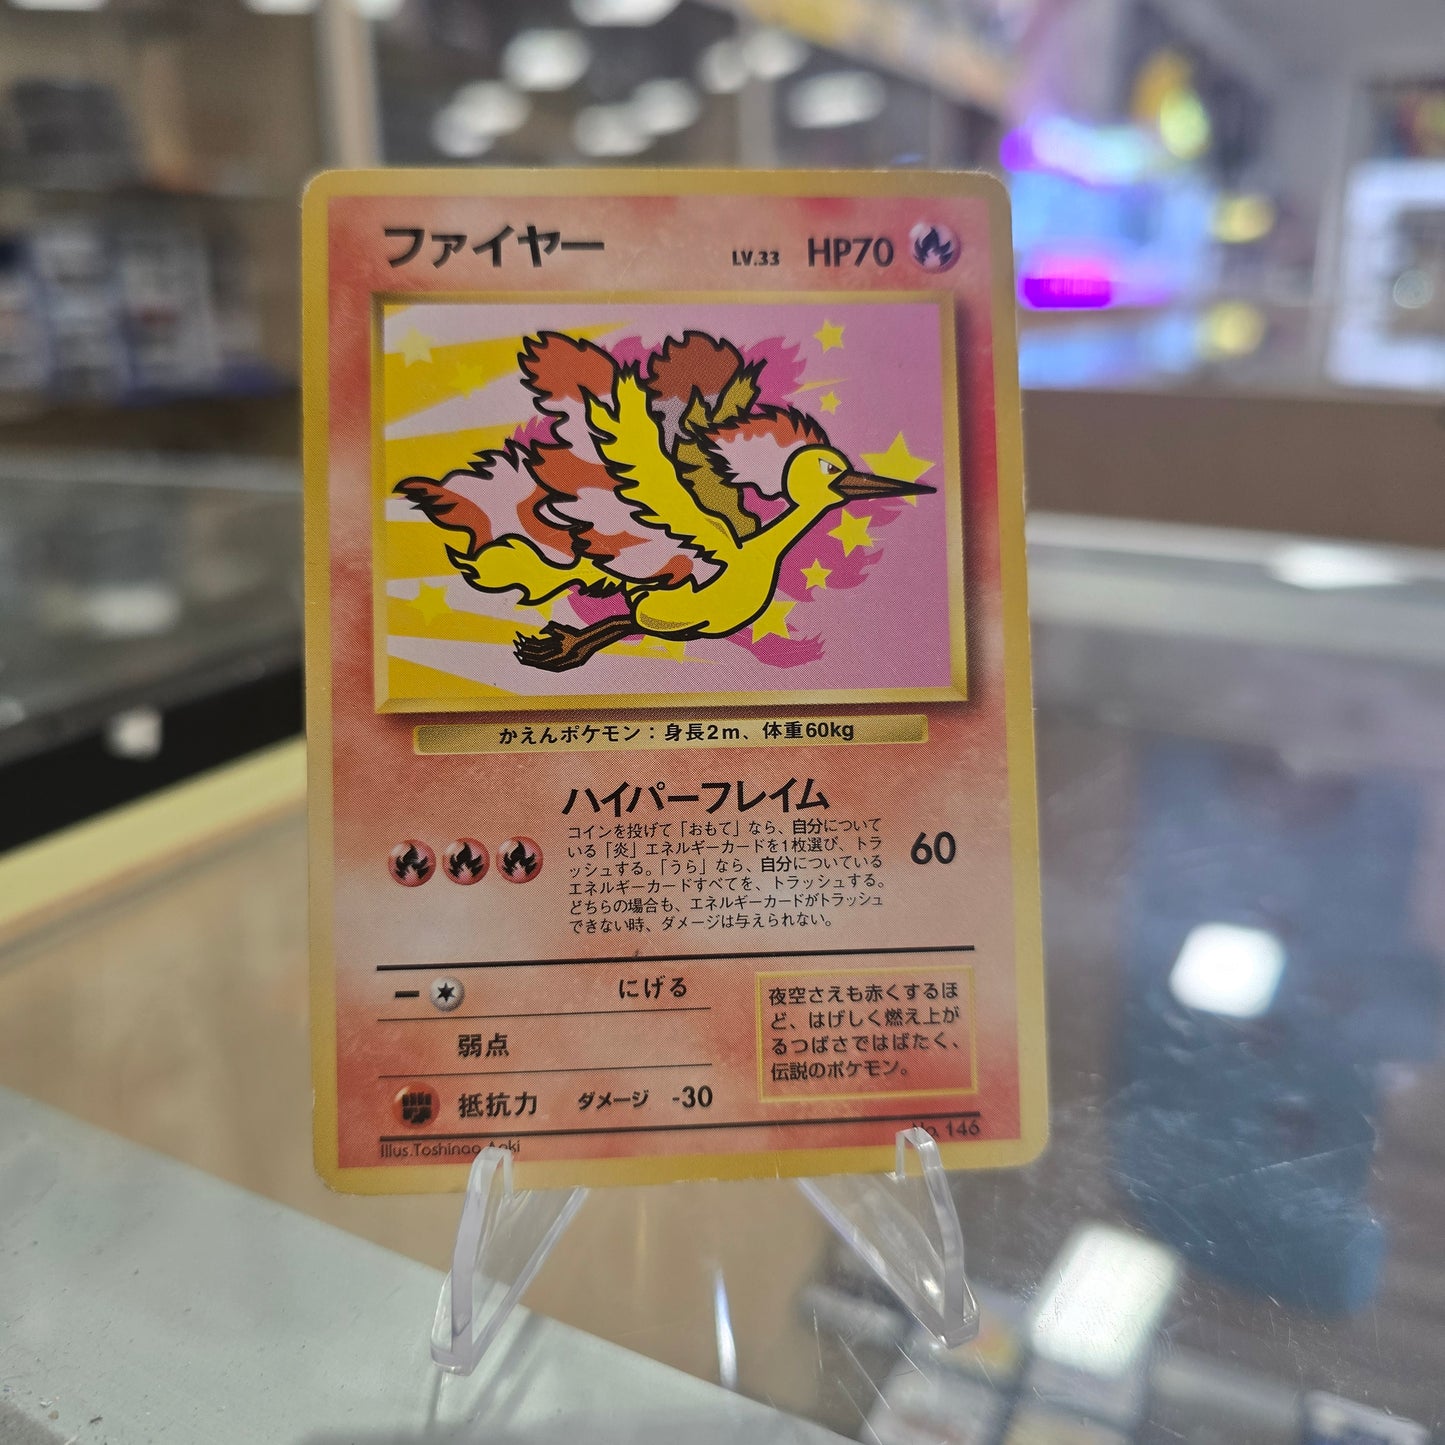 ファイヤー LV.33 HP70
かえんポケモン：身長2m、体重60kg
ハイパーフレイム
コインを投げて「おもて」なら、自分について
いる「炎」エネルギーカードを1枚選び、トラ
ッシュする。「うら」なら、自分についている
エネルギーカードすべてを、トラッシュする。
どちらの場合も、エネルギーカードがトラッシュ
できない時、ダメージは与えられない。
60
にげる
弱点
抵抗力 ダメージ -30
夜空さえも赤くするほ
ど、はげしく燃え上が
るつばさではばたく、
伝説のポケモン。
Illus.Toshinao Aoki
No.146